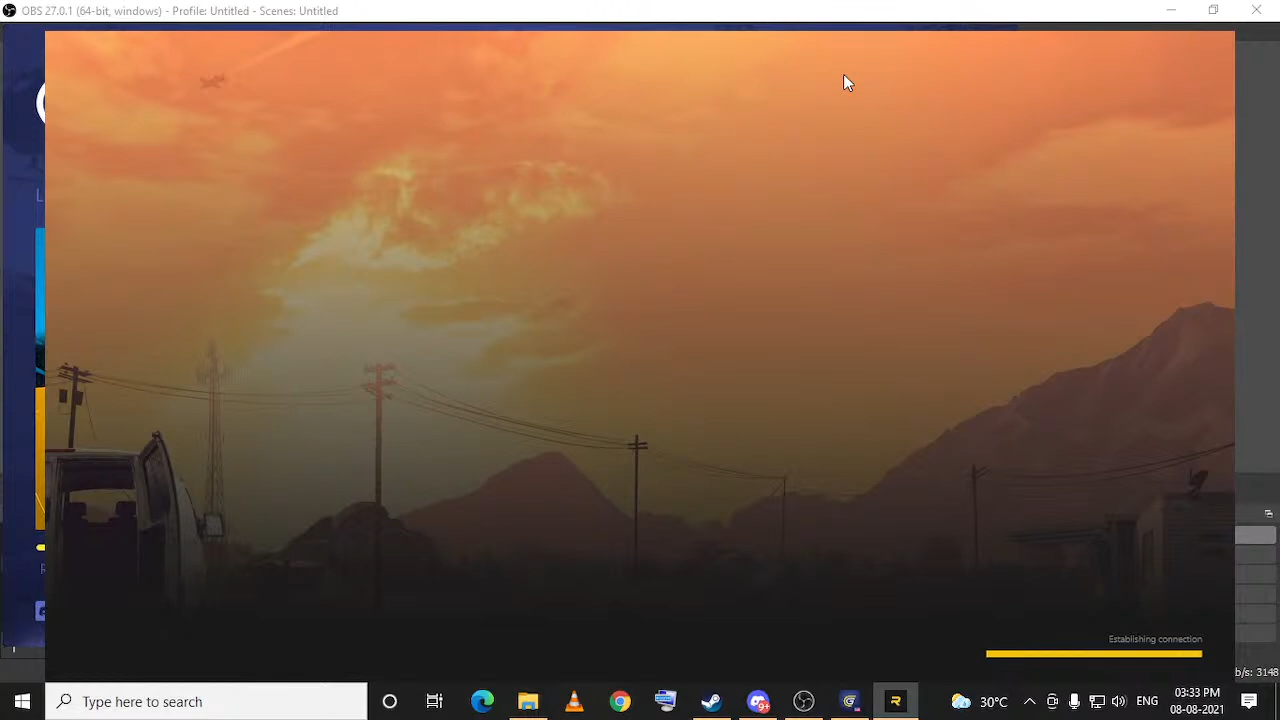 OBS 27.0.1 (64-bit, windows) - Profile: Untitled - Scenes: Untitled
L
Establishing connection
b/s: 3148
Type here to search
9+
30°C
ENG
03:33 PM
08-08-2021